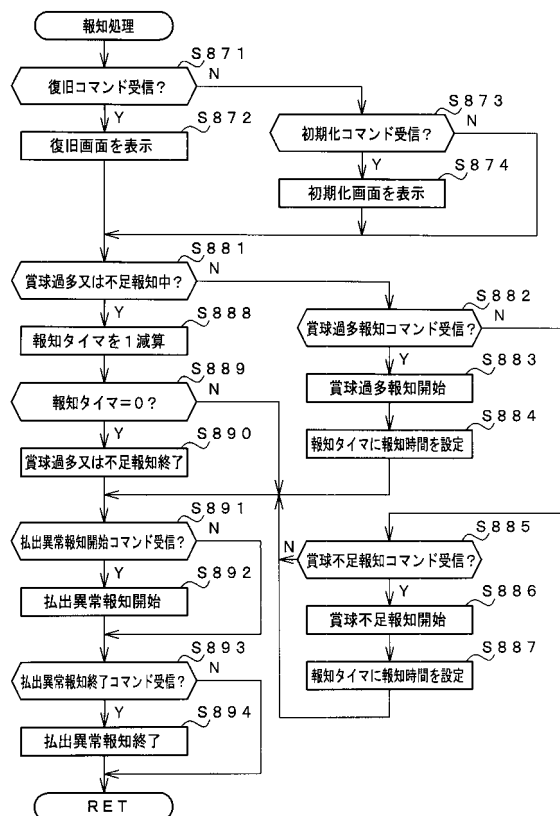 報知処理
S871
復旧コマンド受信？
N
Y
S872
復旧画面を表示
S873
初期化コマンド受信？
N
Y
S874
初期化画面を表示
S881
賞球過多又は不足報知中？
N
Y
S888
報知タイマを1減算
S889
報知タイマ＝0？
N
Y
S890
賞球過多又は不足報知終了
S882
賞球過多報知コマンド受信？
N
Y
S883
賞球過多報知開始
S884
報知タイマに報知時間を設定
S885
賞球不足報知コマンド受信？
N
Y
S886
賞球不足報知開始
S887
報知タイマに報知時間を設定
S891
払出異常報知開始コマンド受信？
N
Y
S892
払出異常報知開始
S893
払出異常報知終了コマンド受信？
N
Y
S894
払出異常報知終了
RET